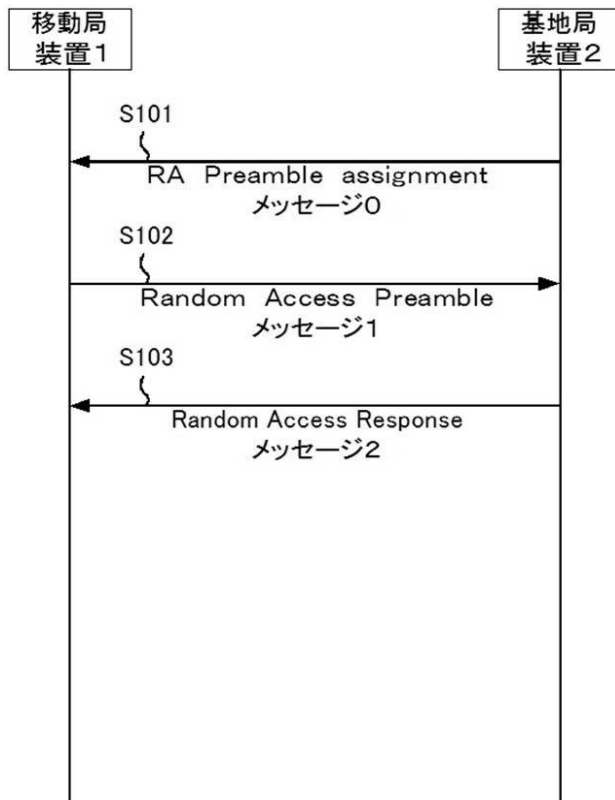 移動局
装置1
基地局
装置2
S101
RA Preamble assignment
メッセージ0
S102
Random Access Preamble
メッセージ1
S103
Random Access Response
メッセージ2